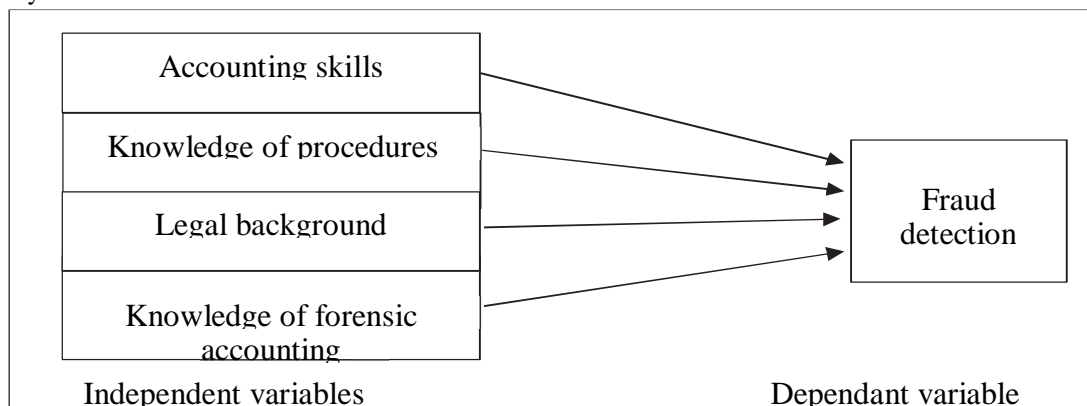 Accounting skills
Knowledge of procedures
Legal background
Knowledge of forensic
accounting
Fraud
detection
Independent variables
Dependant variable